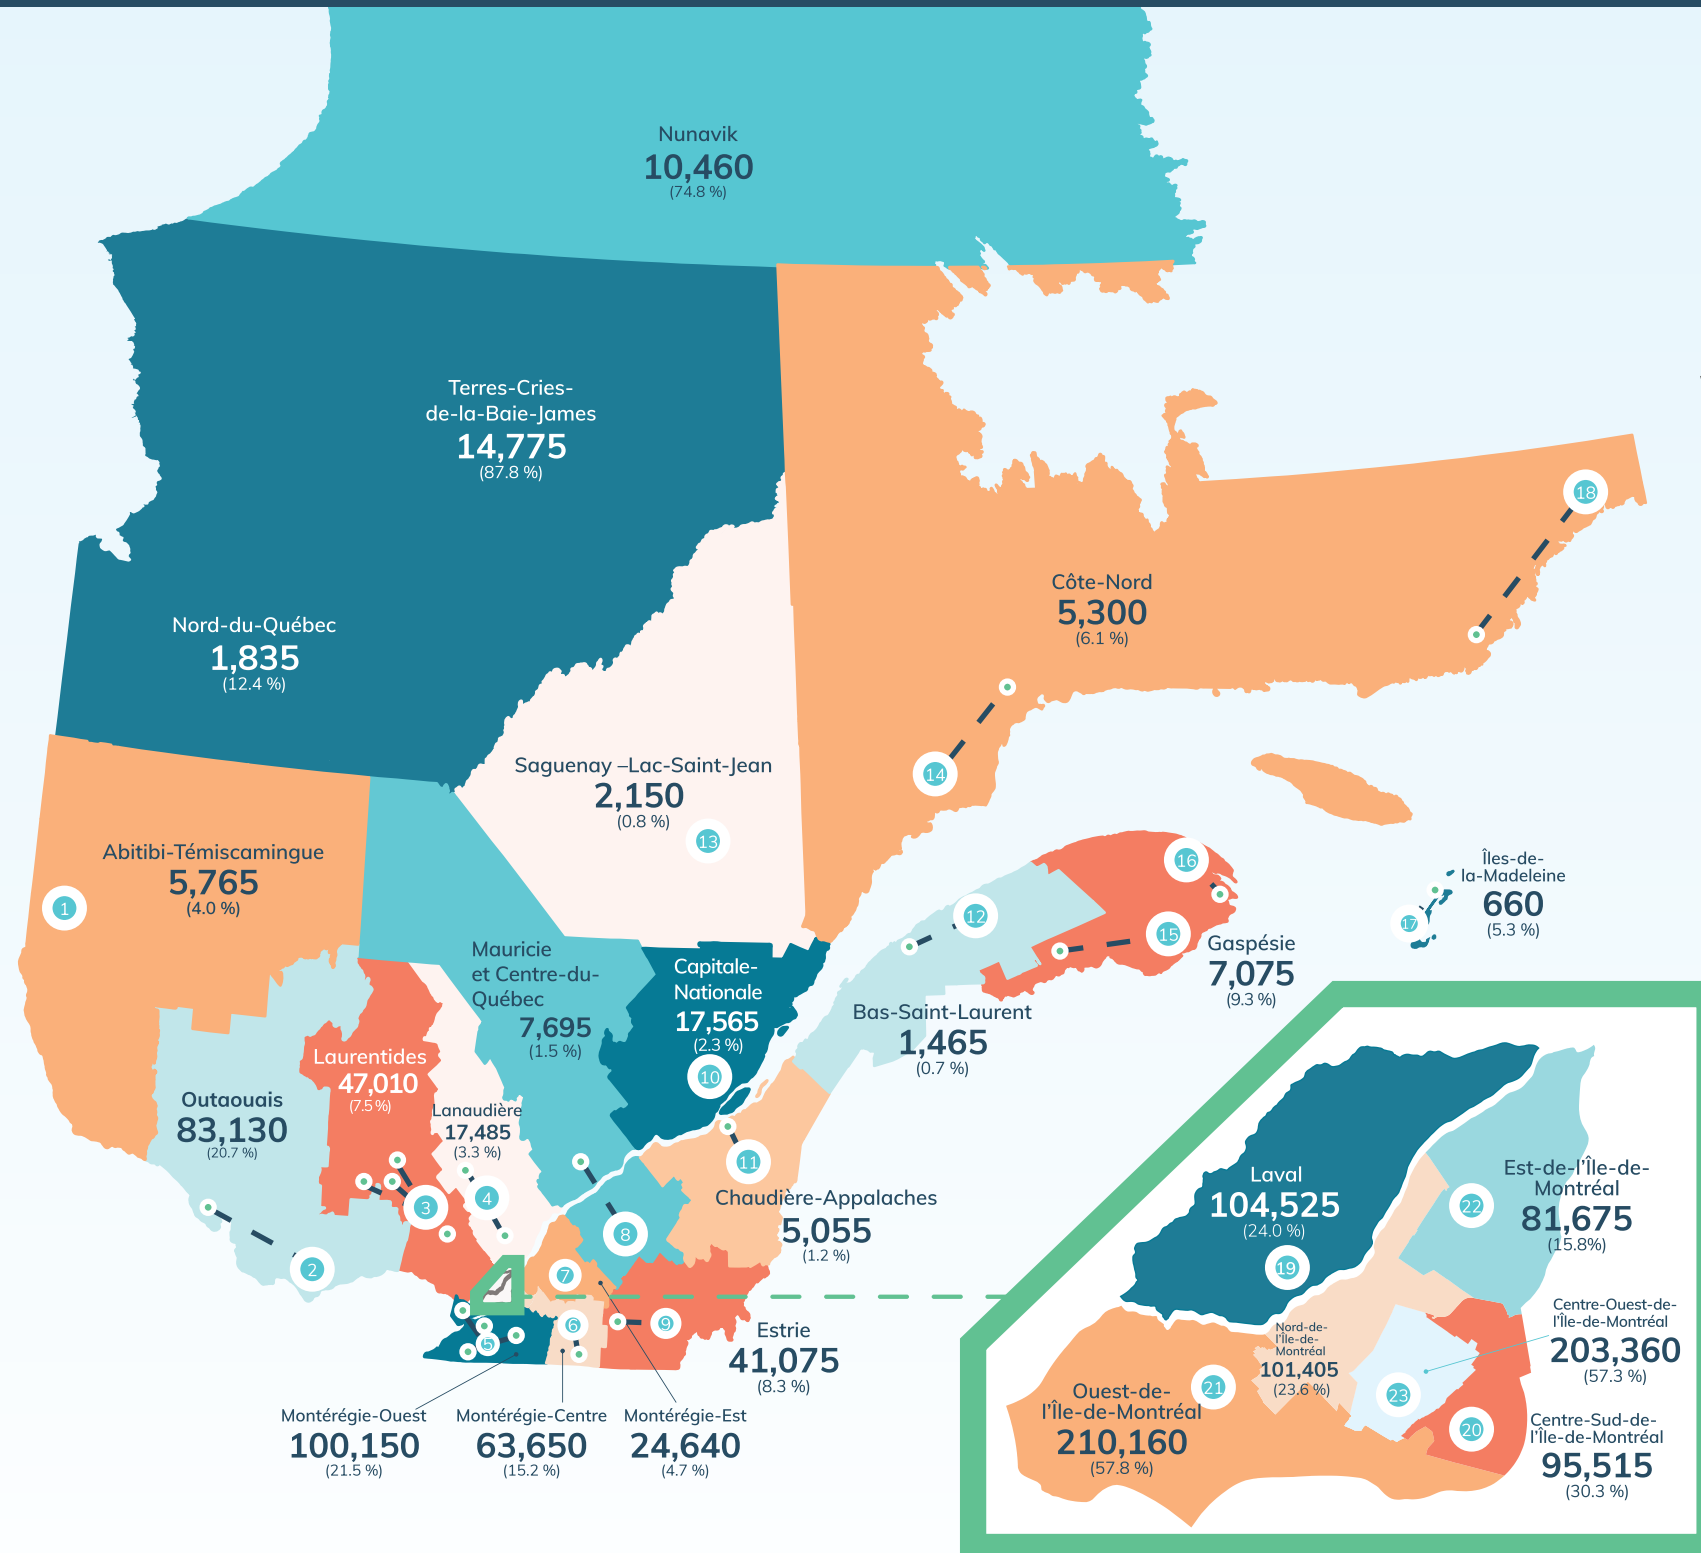 Nunavik
10,460
(74.8 %)
Terres-Cries-
de-la-Baie-James
14,775
(87.8 %)
18
Côte-Nord
5,300
(6.1 %)
Nord-du-Québec
1,835
(12.4 %)
Saguenay –Lac-Saint-Jean
2,150
(0.8 %)
13
14
Abitibi-Témiscamingue
5,765
(4.0 %)
1
16
12
15
Gaspésie
7,075
(9.3 %)
Îles-de-
la-Madeleine
660
(5.3 %)
17
Mauricie
et Centre-du-
Québec
7,695
(1.5 %)
Capitale-
Nationale
17,565
(2.3 %)
10
Bas-Saint-Laurent
1,465
(0.7 %)
Laurentides
47,010
(7.5 %)
Outaouais
83,130
(20.7 %)
Lanaudière
17,485
(3.3 %)
11
3
4
Chaudière-Appalaches
5,055
(1.2 %)
8
2
7
6
9
5
Estrie
41,075
(8.3 %)
Montérégie-Ouest
100,150
(21.5 %)
Montérégie-Centre
63,650
(15.2 %)
Montérégie-Est
24,640
(4.7 %)
Laval
104,525
(24.0 %)
19
Est-de-l’Île-de-
Montréal
81,675
(15.8%)
22
Centre-Ouest-de-
l’Île-de-Montréal
203,360
(57.3 %)
Nord-de-
l’Île-de-
Montréal
101,405
(23.6 %)
21
23
Ouest-de-
l’Île-de-Montréal
210,160
(57.8 %)
20
Centre-Sud-de-
l’Île-de-Montréal
95,515
(30.3 %)